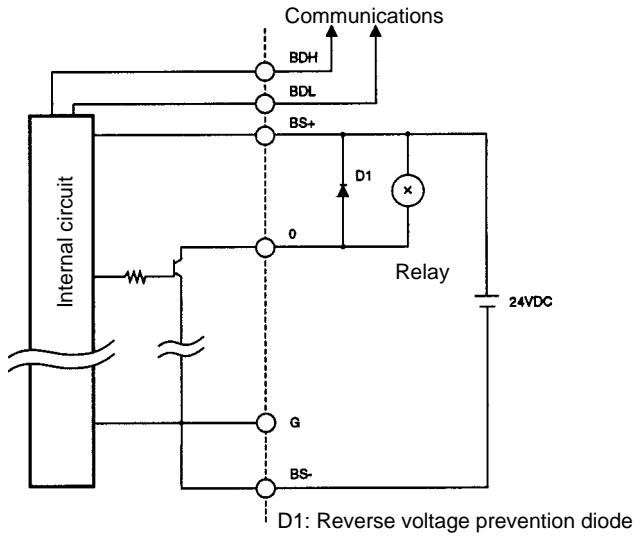 Communications
BDH
BDL
BS+
D1
Internal circuit
0
Relay
24VDC
G
BS-
D1: Reverse voltage prevention diode